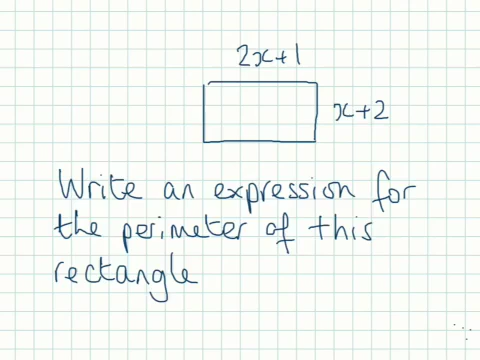 2x+1
x+2
Write an expression for
the perimeter of this
rectangle